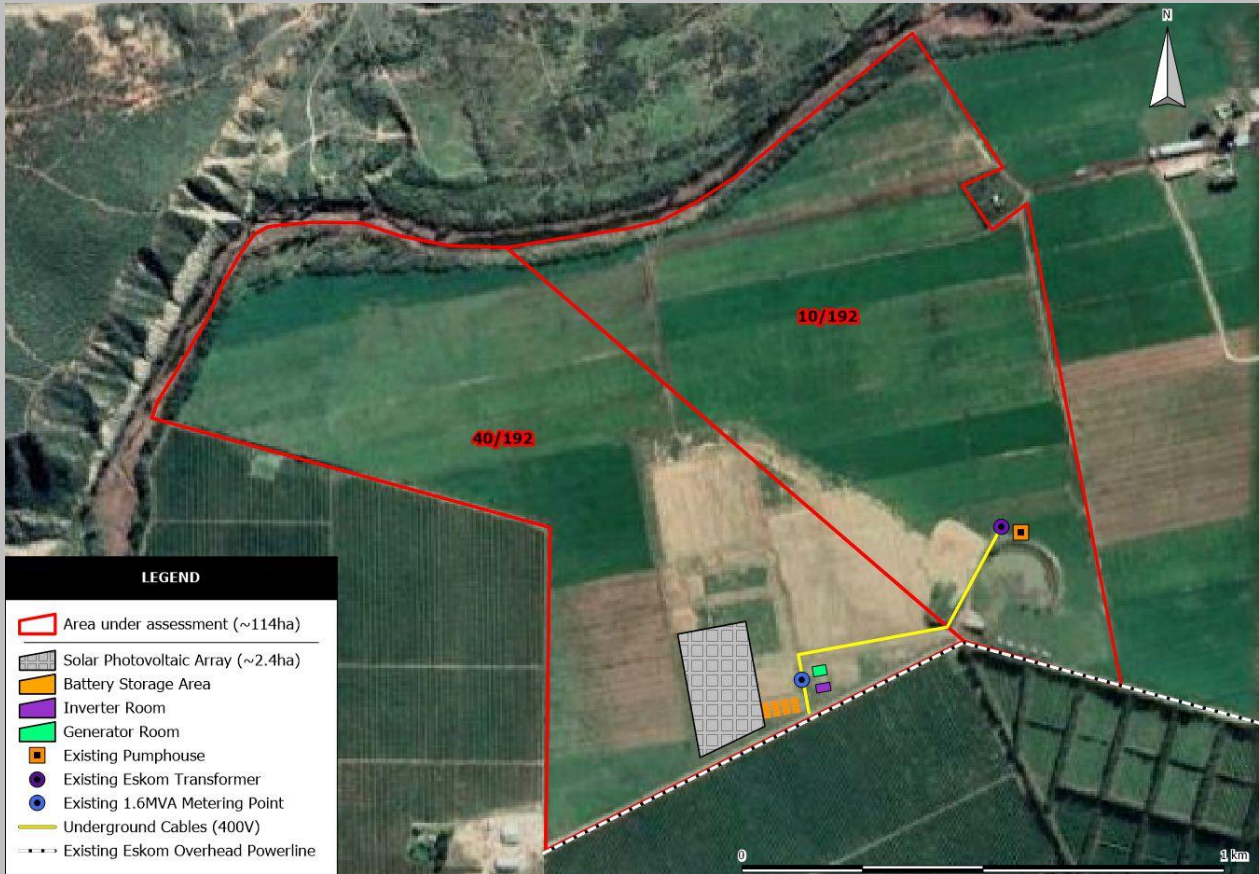 N
10/192
40/192
LEGEND
Area under assessment (~114ha)
Solar Photovoltaic Array (~2.4ha)
Battery Storage Area
Inverter Room
Generator Room
Existing Pumphouse
Existing Eskom Transformer
Existing 1.6MVA Metering Point
Underground Cables (400V)
Existing Eskom Overhead Powerline
0 1 km